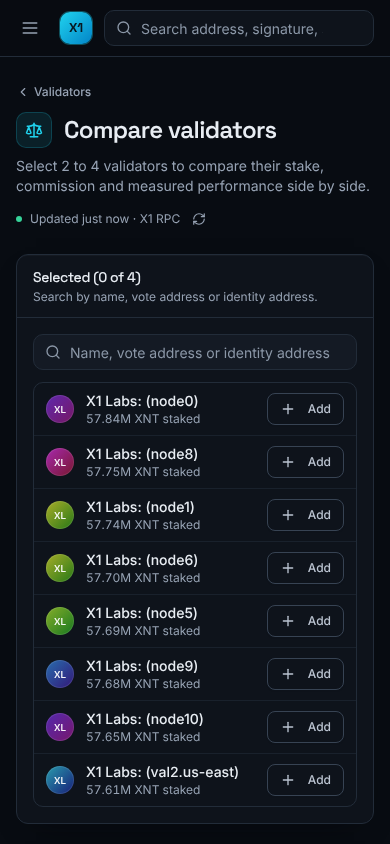 X1
Search address, signature,
Validators
Compare validators
Select 2 to 4 validators to compare their stake,
commission and measured performance side by side.
Updated just now · X1 RPC
Selected (0 of 4)
Search by name, vote address or identity address.
Name, vote address or identity address
XL X1 Labs: (node0) Add
57.84M XNT staked
XL X1 Labs: (node8) Add
57.75M XNT staked
XL X1 Labs: (node1) Add
57.74M XNT staked
XL X1 Labs: (node6) Add
57.70M XNT staked
XL X1 Labs: (node5) Add
57.69M XNT staked
XL X1 Labs: (node9) Add
57.68M XNT staked
XL X1 Labs: (node10) Add
57.65M XNT staked
XL X1 Labs: (val2.us-east) Add
57.61M XNT staked